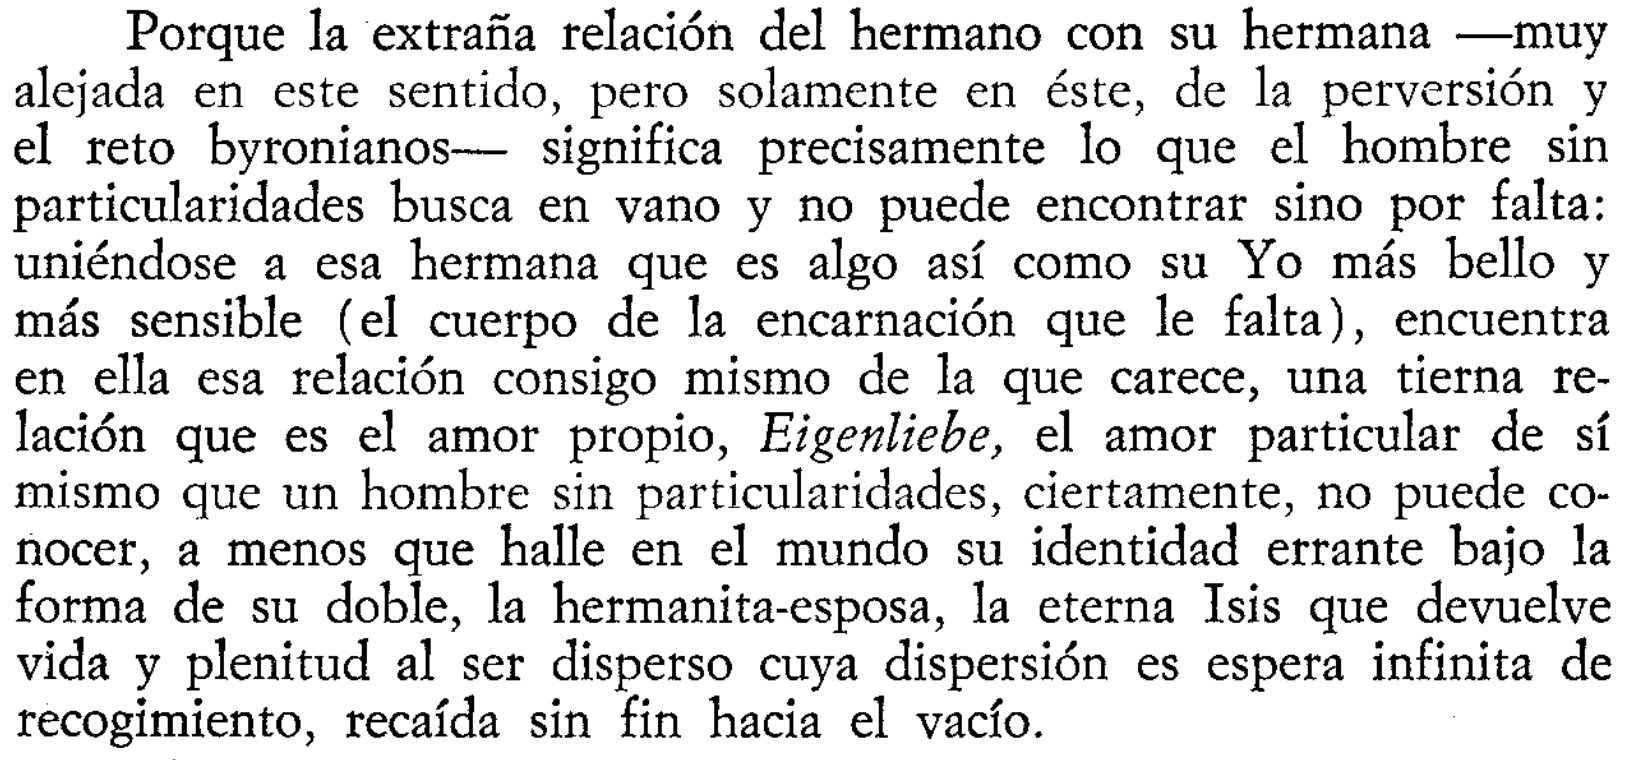 Porque la extraña relación del hermano con su hermana —muy
alejada en este sentido, pero solamente en éste, de la perversión y
el reto byronianos— significa precisamente lo que el hombre sin
particularidades busca en vano y no puede encontrar sino por falta:
uniéndose a esa hermana que es algo así como su Yo más bello y
más sensible (el cuerpo de la encarnación que le falta), encuentra
en ella esa relación consigo mismo de la que carece, una tierna re-
lación que es el amor propio, Eigenliebe, el amor particular de sí
mismo que un hombre sin particularidades, ciertamente, no puede co-
nocer, a menos que halle en el mundo su identidad errante bajo la
forma de su doble, la hermanita-esposa, la eterna Isis que devuelve
vida y plenitud al ser disperso cuya dispersión es espera infinita de
recogimiento, recaída sin fin hacia el vacío.